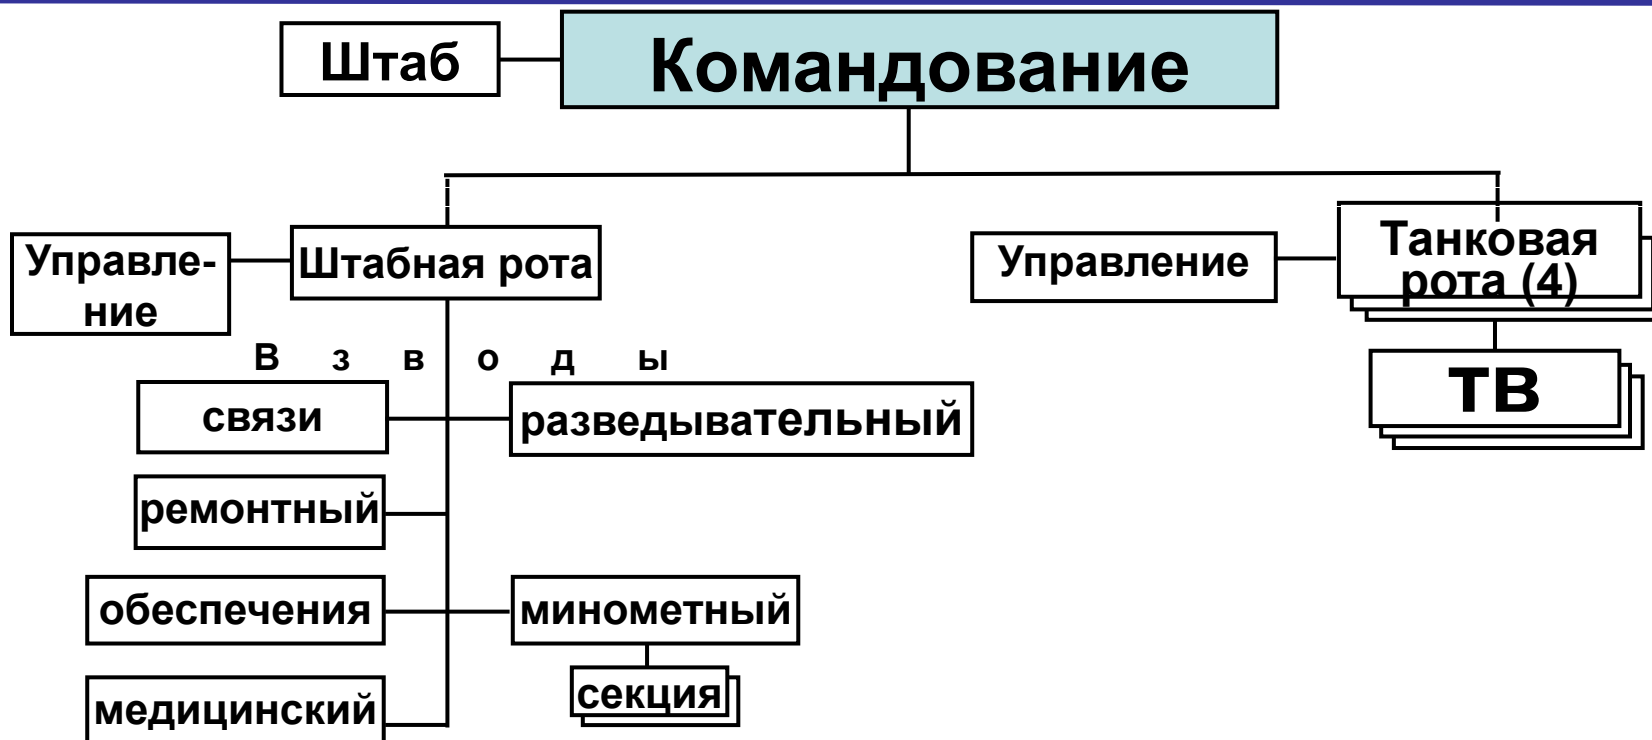 Штаб
Командование
Управле-
ние
Штабная рота
Управление
Танковая
рота (4)
В з в о д ы
связи
разведывательный
ТВ
ремонтный
обеспечения
минометный
секция
медицинский